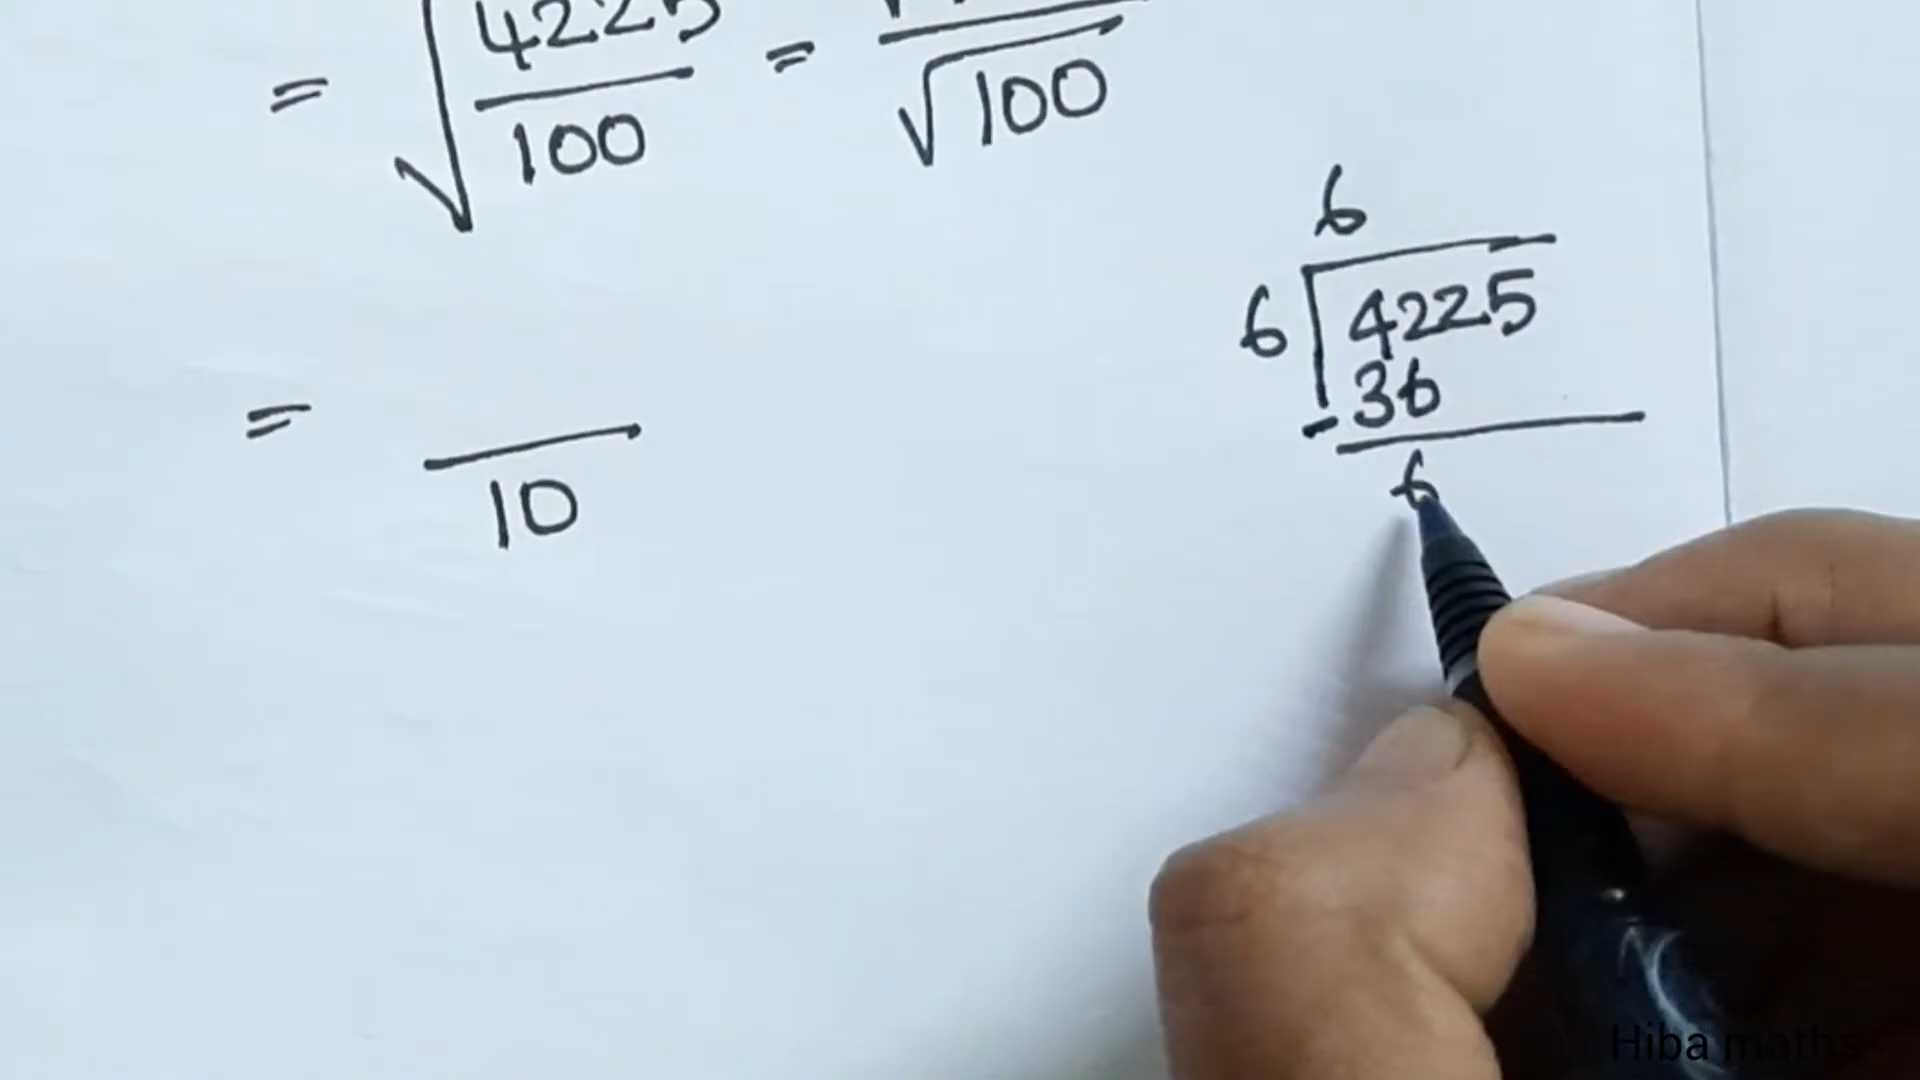 = √4225/100 = /√100
6
6 4225
- 36
6
= /10
Hiba maths